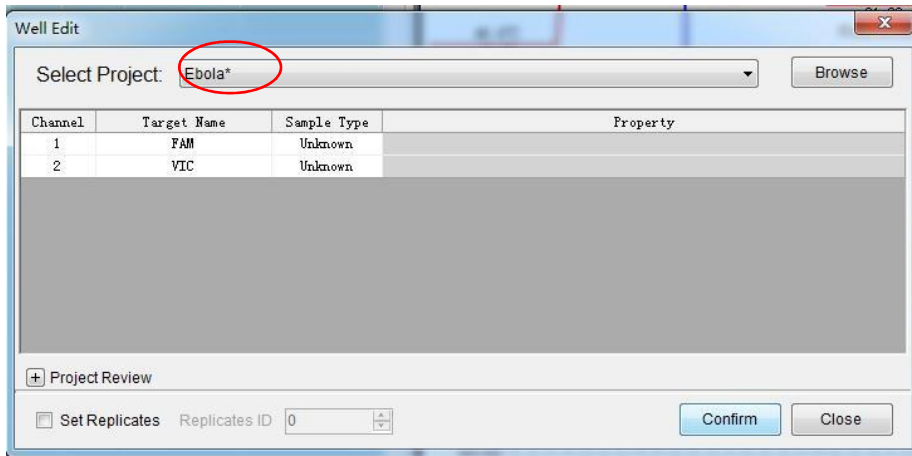 Well Edit
Select Project: Ebola* Browse
Channel Target Name Sample Type Property
1 FAM Unknown
2 VIC Unknown
+ Project Review
Set Replicates Replicates ID 0 Confirm Close